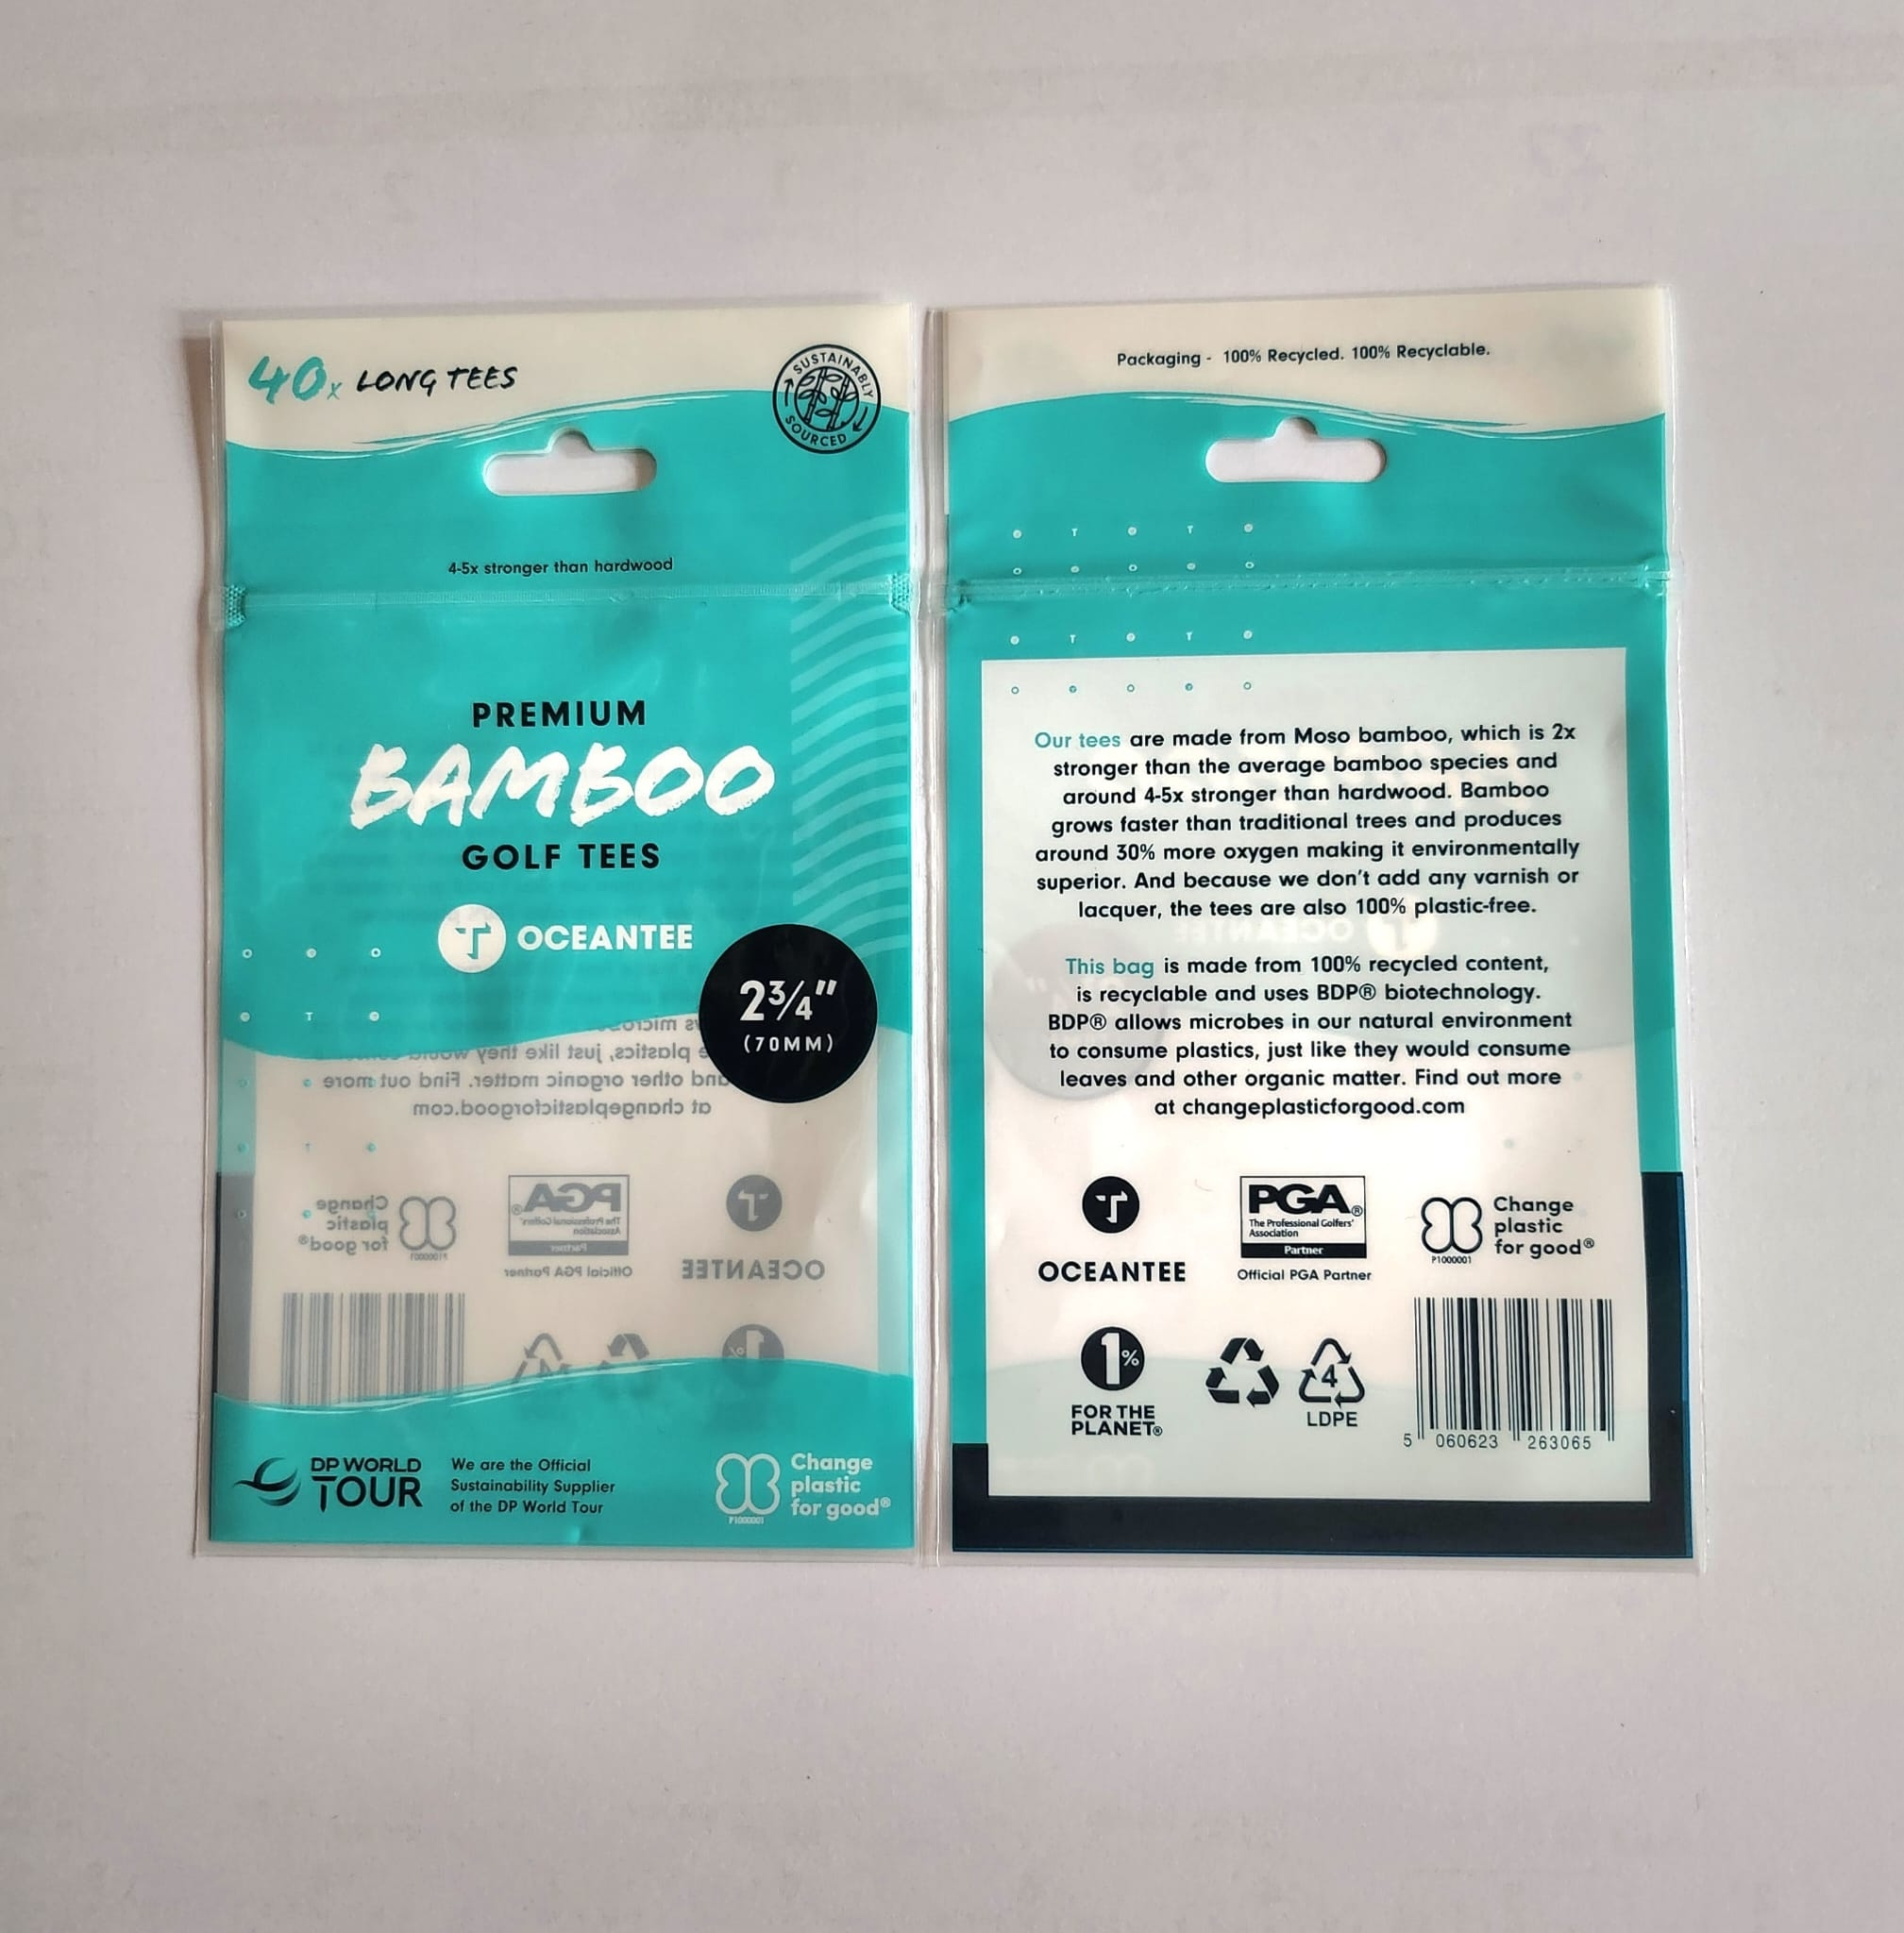 40x LONG TEES
SUSTAINABLY
SOURCED
4-5x stronger than hardwood
PREMIUM
BAMBOO
GOLF TEES
T OCEANTEE
2¾"
(70MM)
DP WORLD
TOUR
We are the Official
Sustainability Supplier
of the DP World Tour
Change
plastic
for good®
P1000001
Packaging - 100% Recycled. 100% Recyclable.
Our tees are made from Moso bamboo, which is 2x
stronger than the average bamboo species and
around 4-5x stronger than hardwood. Bamboo
grows faster than traditional trees and produces
around 30% more oxygen making it environmentally
superior. And because we don't add any varnish or
lacquer, the tees are also 100% plastic-free.
This bag is made from 100% recycled content,
is recyclable and uses BDP® biotechnology.
BDP® allows microbes in our natural environment
to consume plastics, just like they would consume
leaves and other organic matter. Find out more
at changeplasticforgood.com
T
OCEANTEE
PGA®
The Professional Golfers'
Association
Partner
Official PGA Partner
Change
plastic
for good®
P1000001
1%
FOR THE
PLANET®
4
LDPE
5 060623 263065